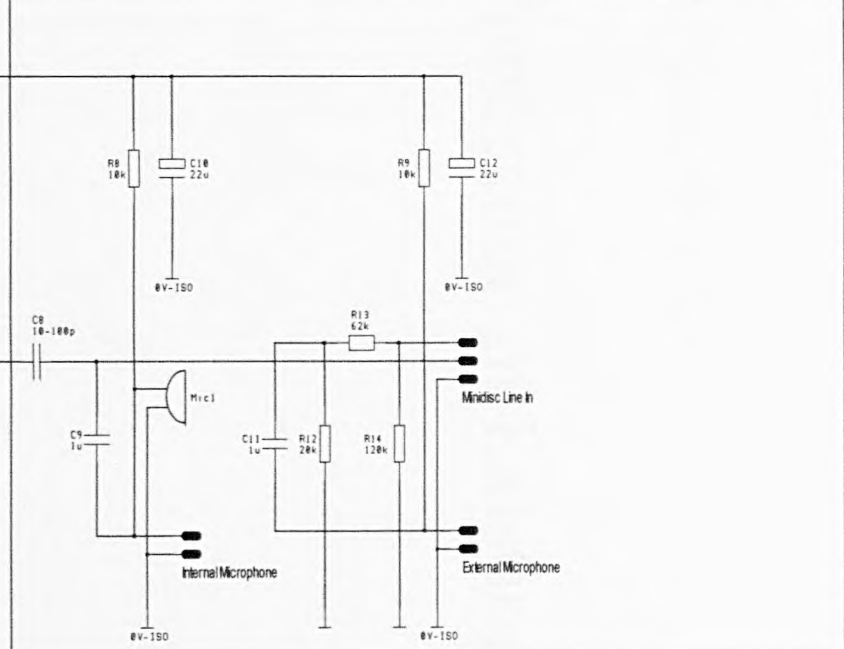 R8
10k
C10
22u
R9
10k
C12
22u
0V-ISO
0V-ISO
C8
10-100p
R13
62k
Mic1
Minidisc Line In
C9
1u
C11
1u
R12
20k
R14
120k
Internal Microphone
External Microphone
0V-ISO
0V-ISO